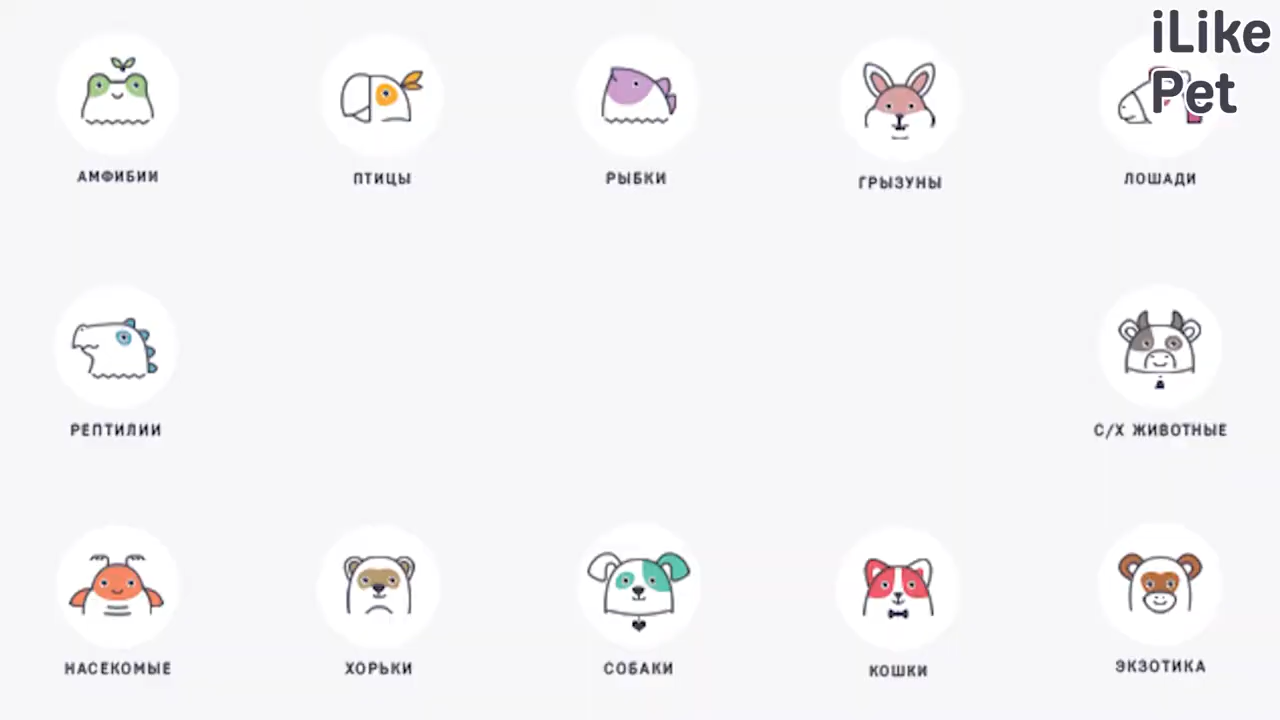 iLike
Pet
АМФИБИИ
ПТИЦЫ
РЫБКИ
ГРЫЗУНЫ
ЛОШАДИ
РЕПТИЛИИ
С/Х ЖИВОТНЫЕ
НАСЕКОМЫЕ
ХОРЬКИ
СОБАКИ
КОШКИ
ЭКЗОТИКА